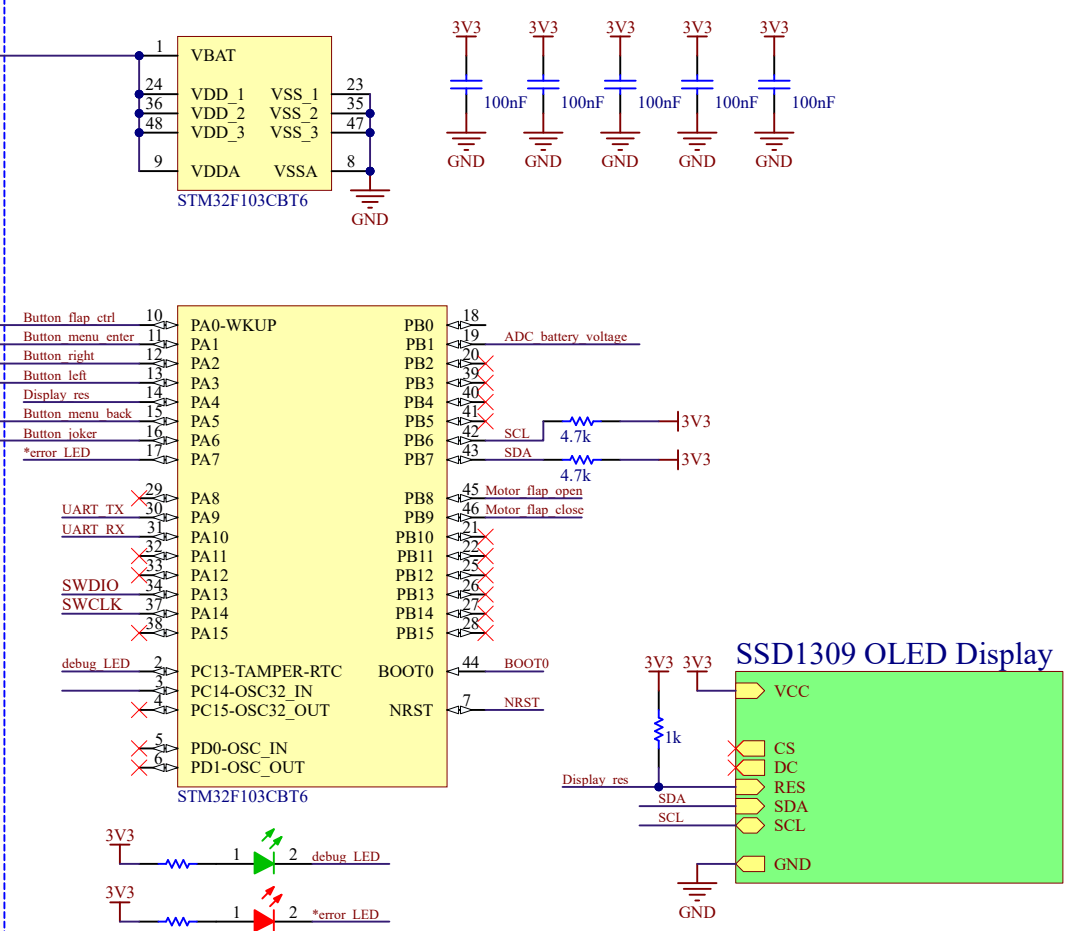 3V3 3V3 3V3 3V3 3V3
1 VBAT
24 VDD_1 VSS_1 23
36 VDD_2 VSS_2 35
48 VDD_3 VSS_3 47
9 VDDA VSSA 8
100nF 100nF 100nF 100nF 100nF
GND GND GND GND GND
STM32F103CBT6
GND
Button_flap_ctrl 10 PA0-WKUP PB0 18
Button_menu_enter 11 PA1 PB1 19 ADC_battery_voltage
Button_right 12 PA2 PB2 20
Button_left 13 PA3 PB3 39
Display_res 14 PA4 PB4 40
Button_menu_back 15 PA5 PB5 41 3V3
Button_joker 16 PA6 PB6 42 SCL 4.7k
*error_LED 17 PA7 PB7 43 SDA 3V3
4.7k
29 PA8 PB8 45 Motor_flap_open
UART_TX 30 PA9 PB9 46 Motor_flap_close
UART_RX 31 PA10 PB10 21
32 PA11 PB11 22
33 PA12 PB12 25
SWDIO 34 PA13 PB13 26
SWCLK 37 PA14 PB14 27
38 PA15 PB15 28
debug_LED 2 PC13-TAMPER-RTC BOOT0 44 BOOT0
3 PC14-OSC32_IN
4 PC15-OSC32_OUT NRST 7 NRST
5 PD0-OSC_IN
6 PD1-OSC_OUT
STM32F103CBT6
SSD1309 OLED Display
3V3 3V3
VCC
1k
CS
DC
Display_res RES
SDA SDA
SCL SCL
GND
GND
3V3
1 2 debug_LED
3V3
1 2 *error_LED